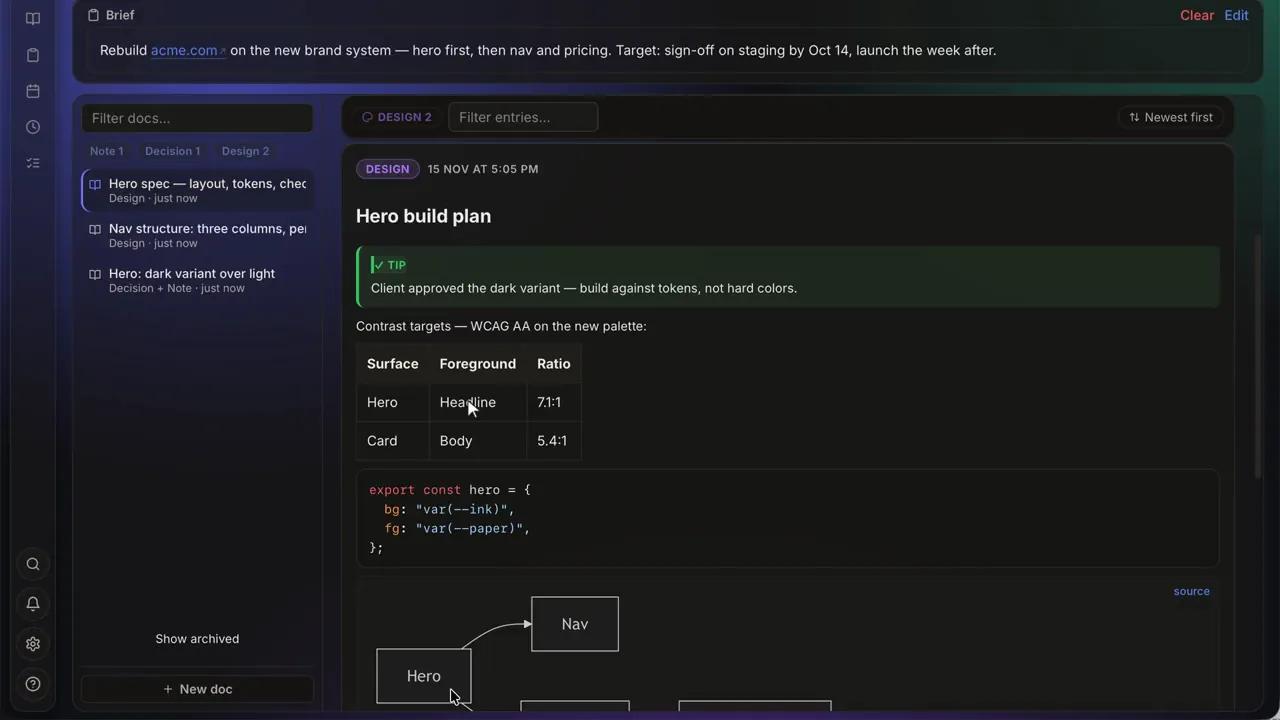 Brief
Clear Edit
Rebuild acme.com on the new brand system — hero first, then nav and pricing. Target: sign-off on staging by Oct 14, launch the week after.
Filter docs...
Note 1 Decision 1 Design 2
Hero spec — layout, tokens, chec
Design · just now
Nav structure: three columns, per
Design · just now
Hero: dark variant over light
Decision + Note · just now
Show archived
+ New doc
DESIGN 2
Filter entries...
Newest first
DESIGN 15 NOV AT 5:05 PM
Hero build plan
✓ TIP
Client approved the dark variant — build against tokens, not hard colors.
Contrast targets — WCAG AA on the new palette:
Surface Foreground Ratio
Hero Headline 7.1:1
Card Body 5.4:1
export const hero = {
  bg: "var(--ink)",
  fg: "var(--paper)",
};
source
Nav
Hero